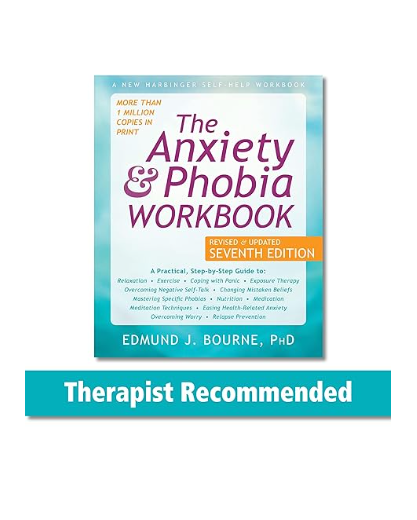 A NEW HARBINGER SELF-HELP WORKBOOK
MORE THAN
1 MILLION
COPIES IN
PRINT
The
Anxiety
& Phobia
WORKBOOK
REVISED & UPDATED
SEVENTH EDITION
A Practical, Step-by-Step Guide to:
Relaxation • Exercise • Coping with Panic • Exposure Therapy
Overcoming Negative Self-Talk • Changing Mistaken Beliefs
Mastering Specific Phobias • Nutrition • Medication
Meditation Techniques • Easing Health-Related Anxiety
Overcoming Worry • Relapse Prevention
EDMUND J. BOURNE, PHD
Therapist Recommended